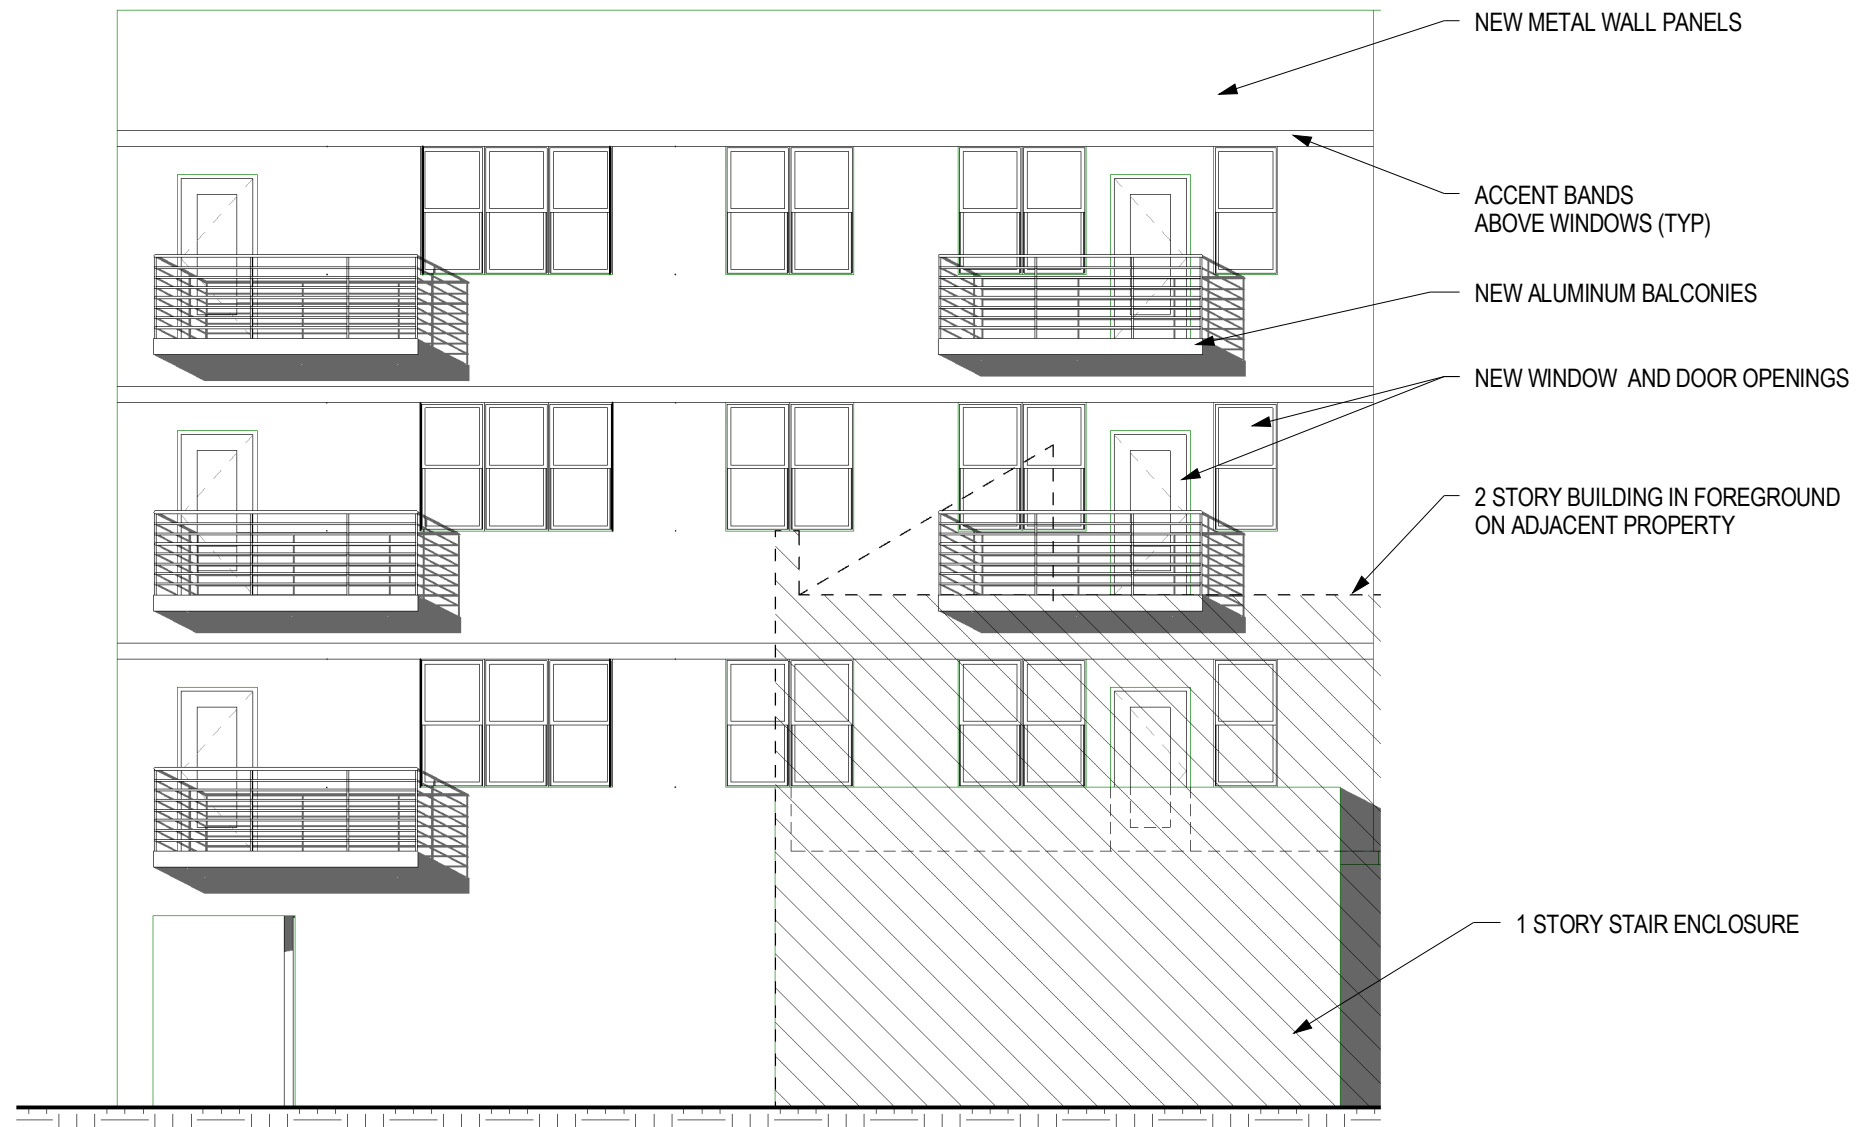 NEW METAL WALL PANELS
ACCENT BANDS
ABOVE WINDOWS (TYP)
NEW ALUMINUM BALCONIES
NEW WINDOW AND DOOR OPENINGS
2 STORY BUILDING IN FOREGROUND
ON ADJACENT PROPERTY
1 STORY STAIR ENCLOSURE